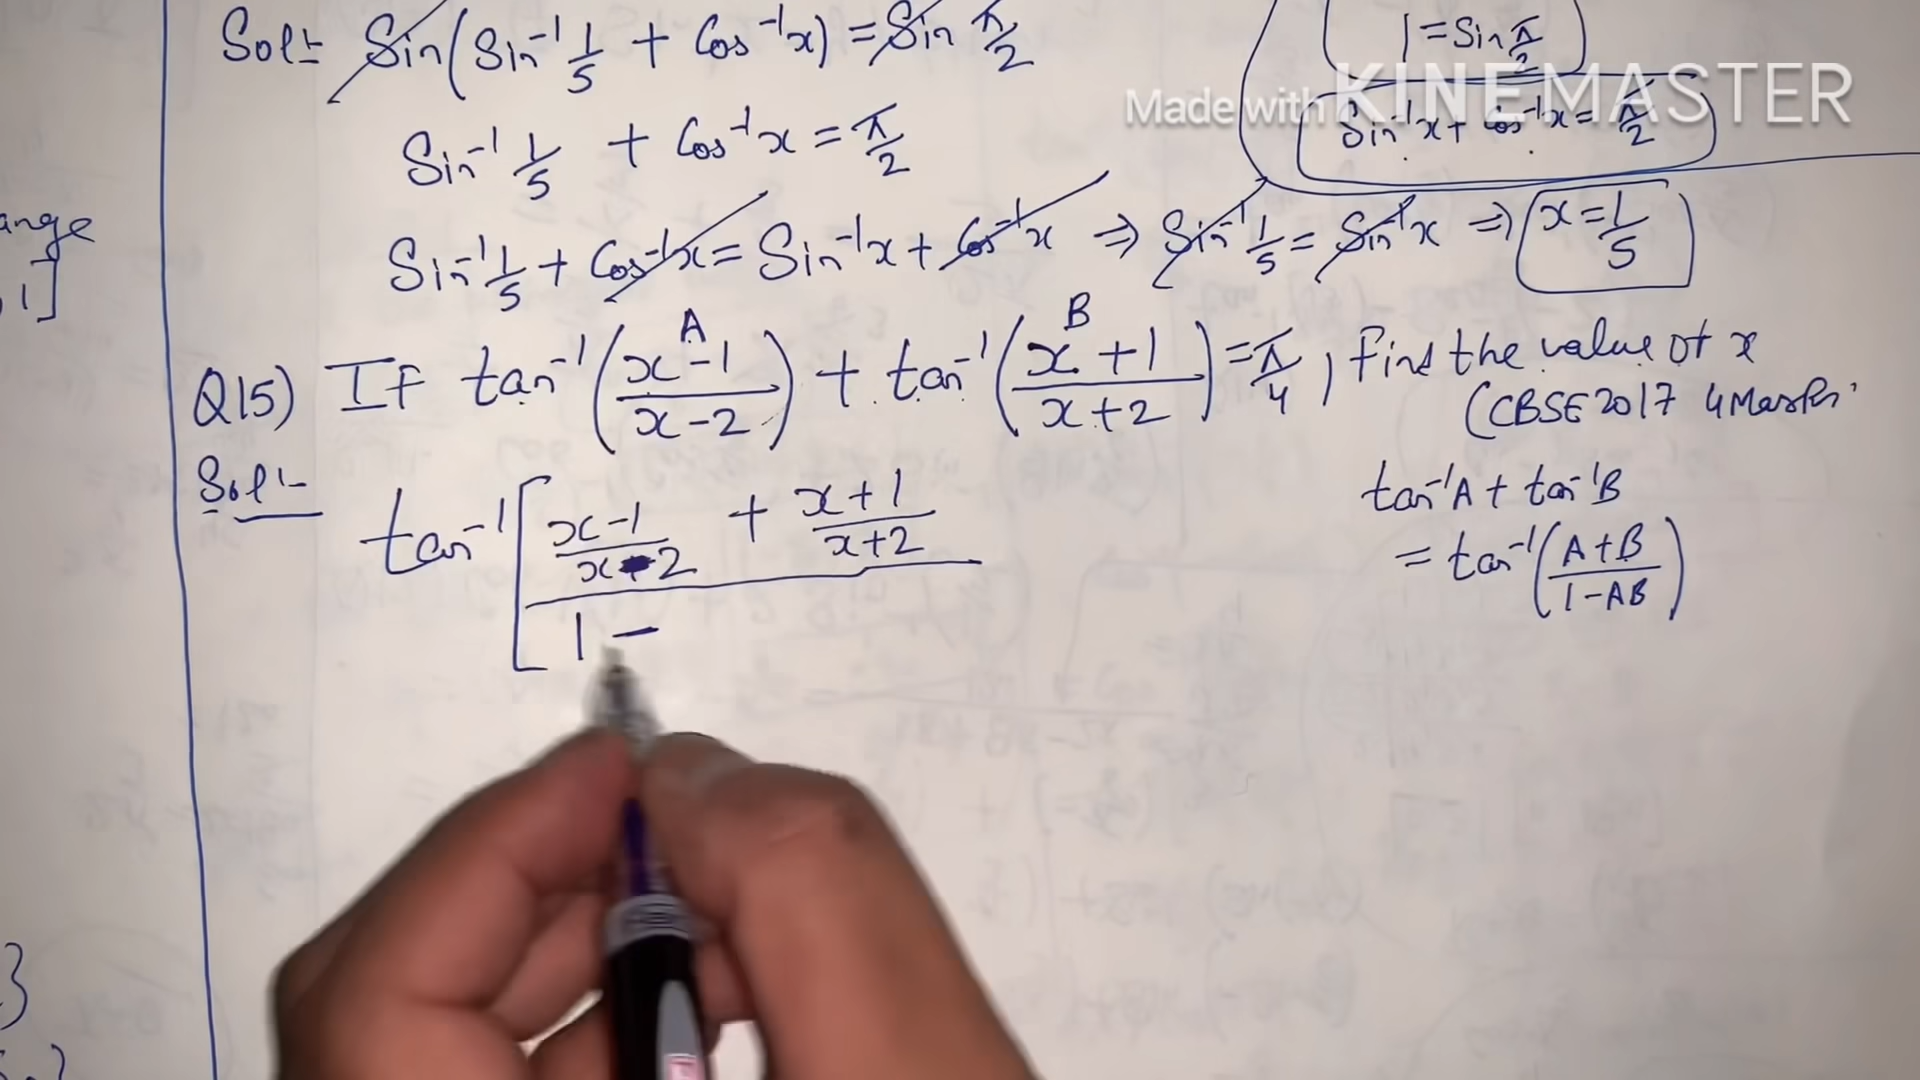 Sol:- Sin(Sin⁻¹ 1/5 + Cos⁻¹x) = Sin π/2
1 = Sin π/2
Made with KINEMASTER
Sin⁻¹x + Cos⁻¹x = π/2
Sin⁻¹ 1/5 + Cos⁻¹x = π/2
ange
Sin⁻¹ 1/5 + Cos⁻¹x = Sin⁻¹x + Cos⁻¹x ⇒ Sin⁻¹ 1/5 = Sin⁻¹x ⇒ x = 1/5
, 1]
A B
Q15) If tan⁻¹((x-1)/(x-2)) + tan⁻¹((x+1)/(x+2)) = π/4, Find the value of x
(CBSE 2017 4 Marks
Sol:-
tan⁻¹[((x-1)/(x-2) + (x+1)/(x+2))/(1 -
tan⁻¹A + tan⁻¹B
= tan⁻¹((A+B)/(1-AB))